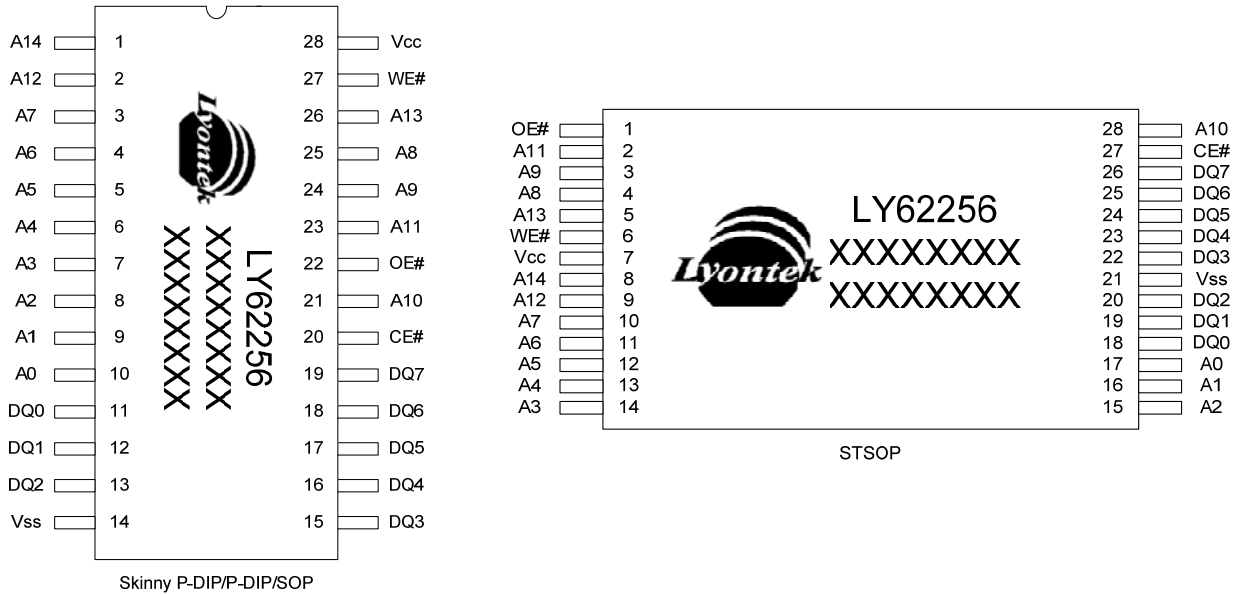 A14 1 28 Vcc
A12 2 27 WE#
A7 3 26 A13
A6 4 25 A8
A5 5 24 A9
A4 6 23 A11
A3 7 22 OE#
A2 8 21 A10
A1 9 20 CE#
A0 10 19 DQ7
DQ0 11 18 DQ6
DQ1 12 17 DQ5
DQ2 13 16 DQ4
Vss 14 15 DQ3
Lyontek
LY62256
XXXXXXXX
XXXXXXXX
Skinny P-DIP/P-DIP/SOP
OE# 1 28 A10
A11 2 27 CE#
A9 3 26 DQ7
A8 4 25 DQ6
A13 5 24 DQ5
WE# 6 23 DQ4
Vcc 7 22 DQ3
A14 8 21 Vss
A12 9 20 DQ2
A7 10 19 DQ1
A6 11 18 DQ0
A5 12 17 A0
A4 13 16 A1
A3 14 15 A2
Lyontek
LY62256
XXXXXXXX
XXXXXXXX
STSOP